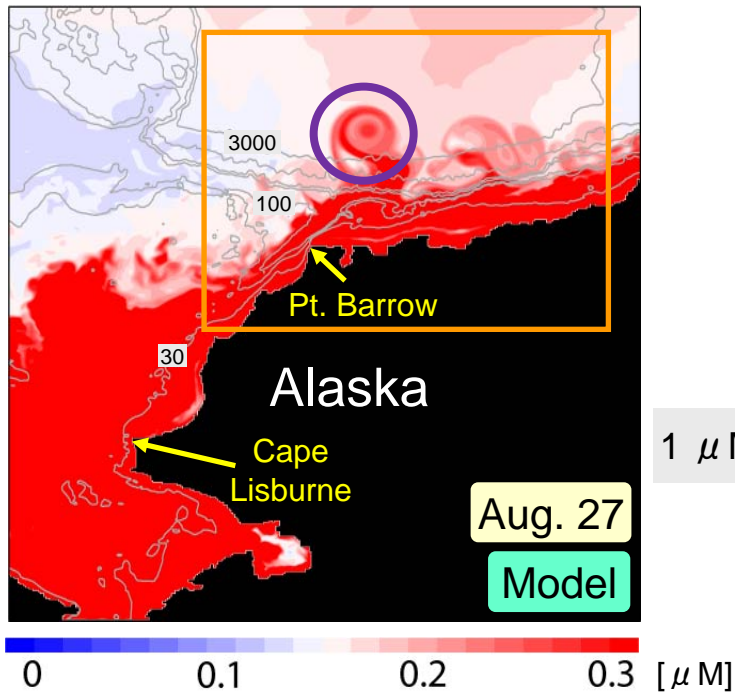 3000
100
Pt. Barrow
30
Alaska
Cape
Lisburne
1 μ
Aug. 27
Model
0 0.1 0.2 0.3 [μM]